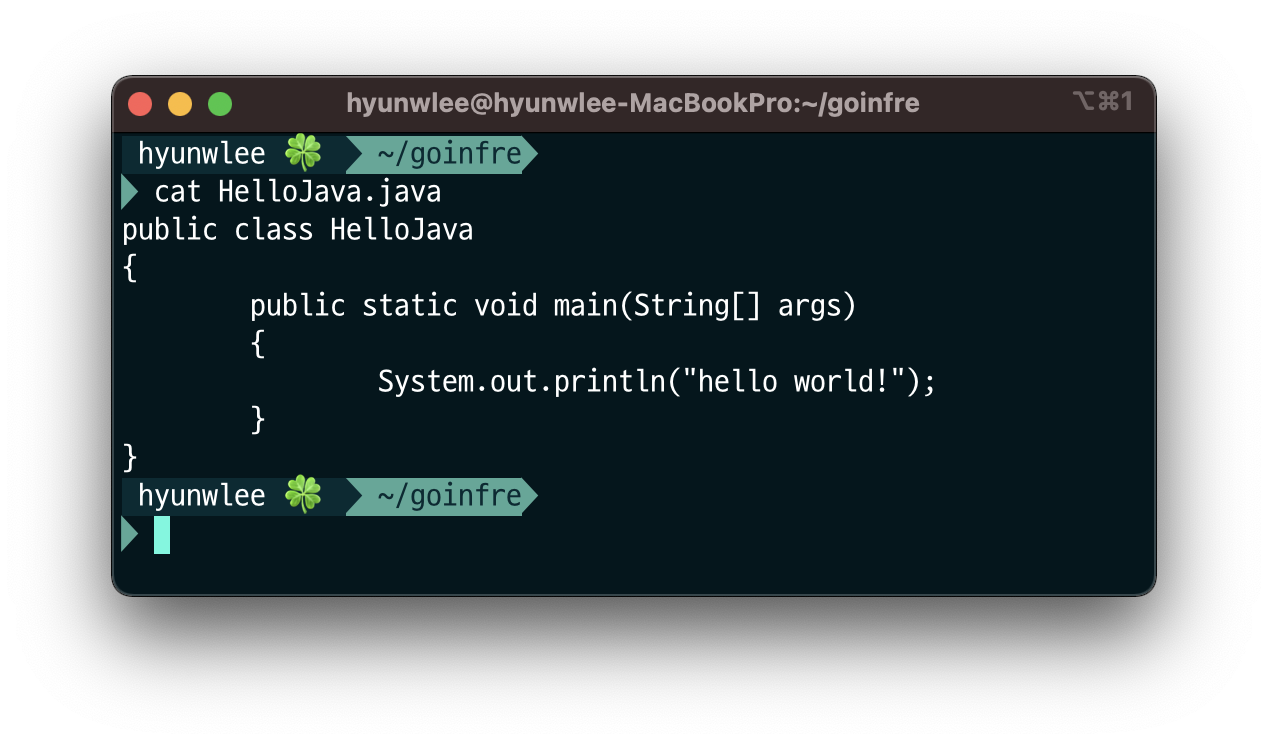 hyunwlee@hyunwlee-MacBookPro:~/goinfre ⌥⌘1
hyunwlee 🍀 ~/goinfre
cat HelloJava.java
public class HelloJava
{
        public static void main(String[] args)
        {
                System.out.println("hello world!");
        }
}
hyunwlee 🍀 ~/goinfre